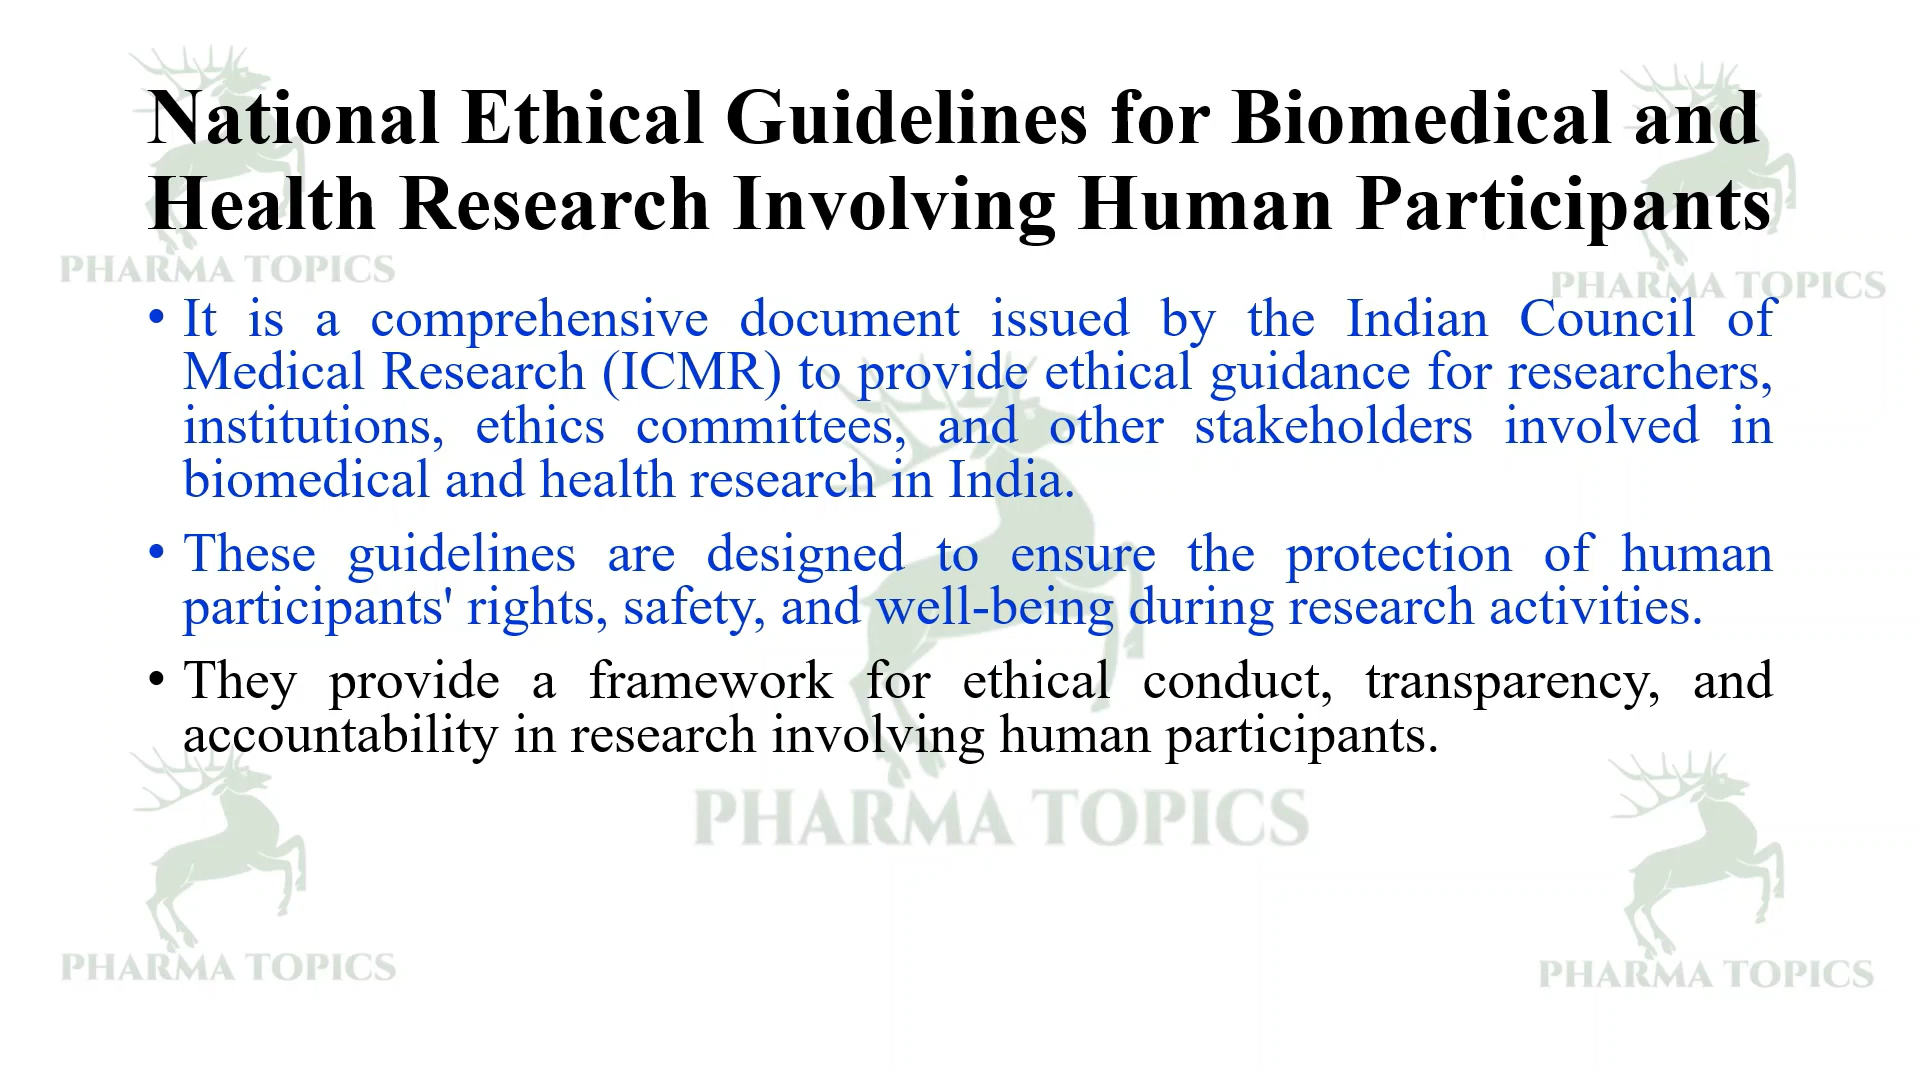 National Ethical Guidelines for Biomedical and
Health Research Involving Human Participants
PHARMA TOPICS
PHARMA TOPICS
• It is a comprehensive document issued by the Indian Council of
Medical Research (ICMR) to provide ethical guidance for researchers,
institutions, ethics committees, and other stakeholders involved in
biomedical and health research in India.
• These guidelines are designed to ensure the protection of human
participants' rights, safety, and well-being during research activities.
• They provide a framework for ethical conduct, transparency, and
accountability in research involving human participants.
PHARMA TOPICS
PHARMA TOPICS
PHARMA TOPICS